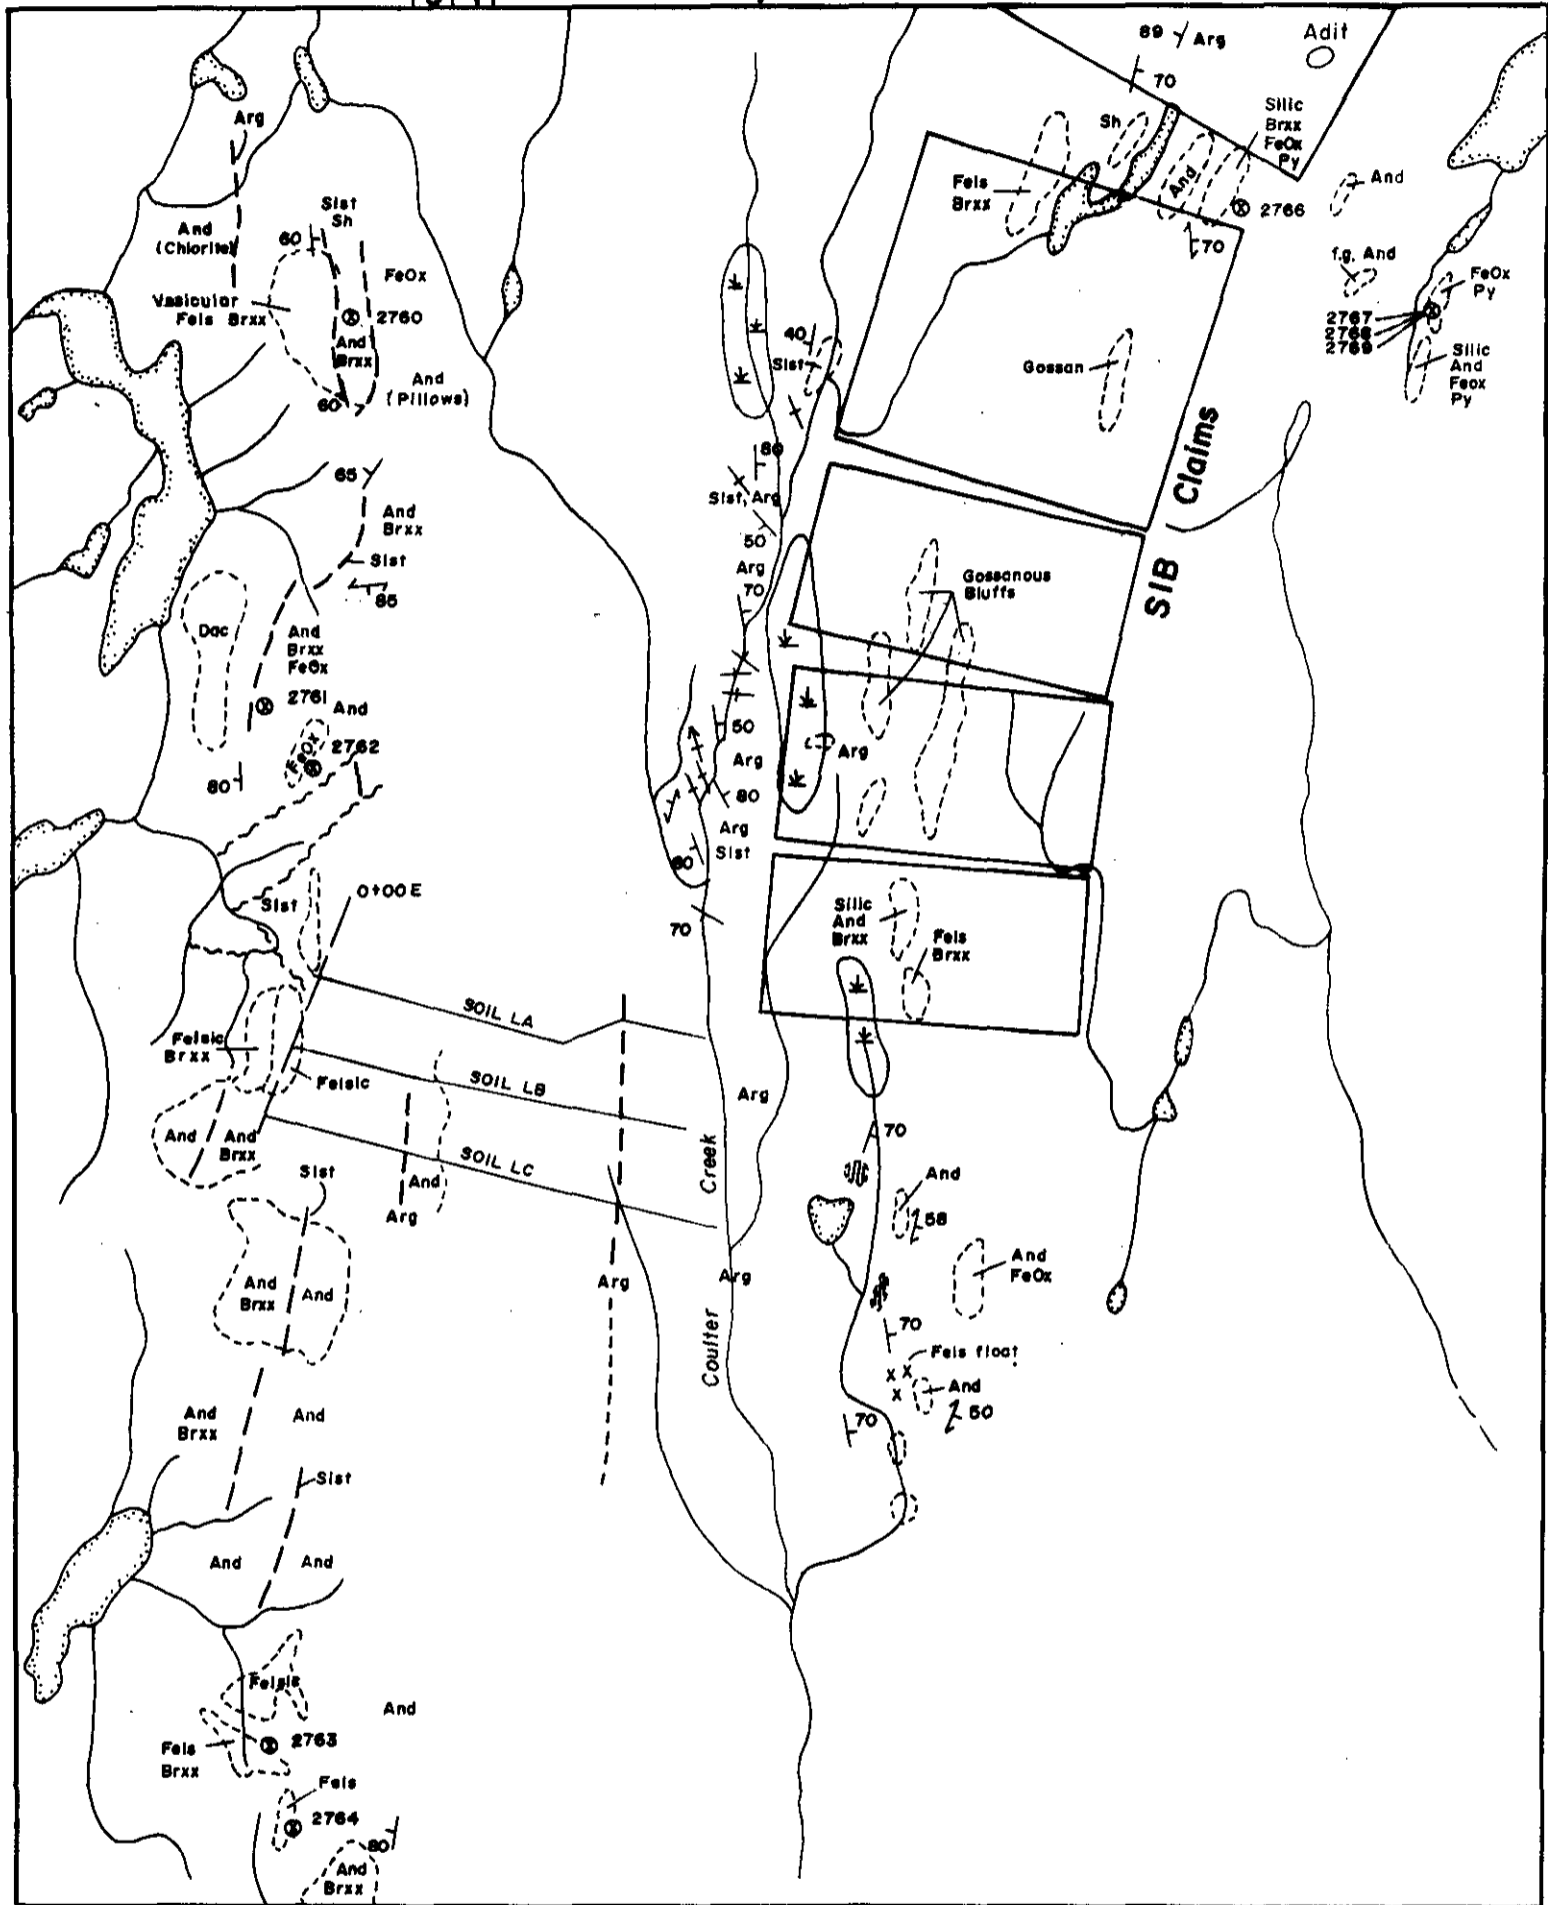 89 Arg
Adit
70
Arg
Sh
Silic
Brxx
FeOx
Py
And
Fels
Brxx
And
2766
Slst
Sh
And
(Chlorite)
60
70
FeOx
f.g. And
FeOx
Py
Vesicular
Fels Brxx
2760
2767
2768
2769
And
Brxx
40
Slst
Gossan
Silic
And
Feox
Py
And
(Pillows)
60
Claims
SIB
65
80
Slst, Arg
And
Brxx
50
Slst
Arg
70
Gossanous
Bluffs
85
Dac
And
Brxx
FeOx
2761
And
50
2762
FeOx
Arg
Arg
80
80
Arg
Slst
60
0+00E
Slst
Silic
And
Brxx
70
Fels
Brxx
SOIL LA
Felsic
Brxx
Felsic
SOIL LB
Arg
And
And
Brxx
70
SOIL LC
Slst
And
And
Creek
58
Arg
And
FeOx
Arg
Arg
And
Brxx
And
70
Coulter
Fels float
And
And
Brxx
And
70
50
Slst
And
And
Felsic
And
2763
Fels
Brxx
Fels
2764
80
And
Brxx